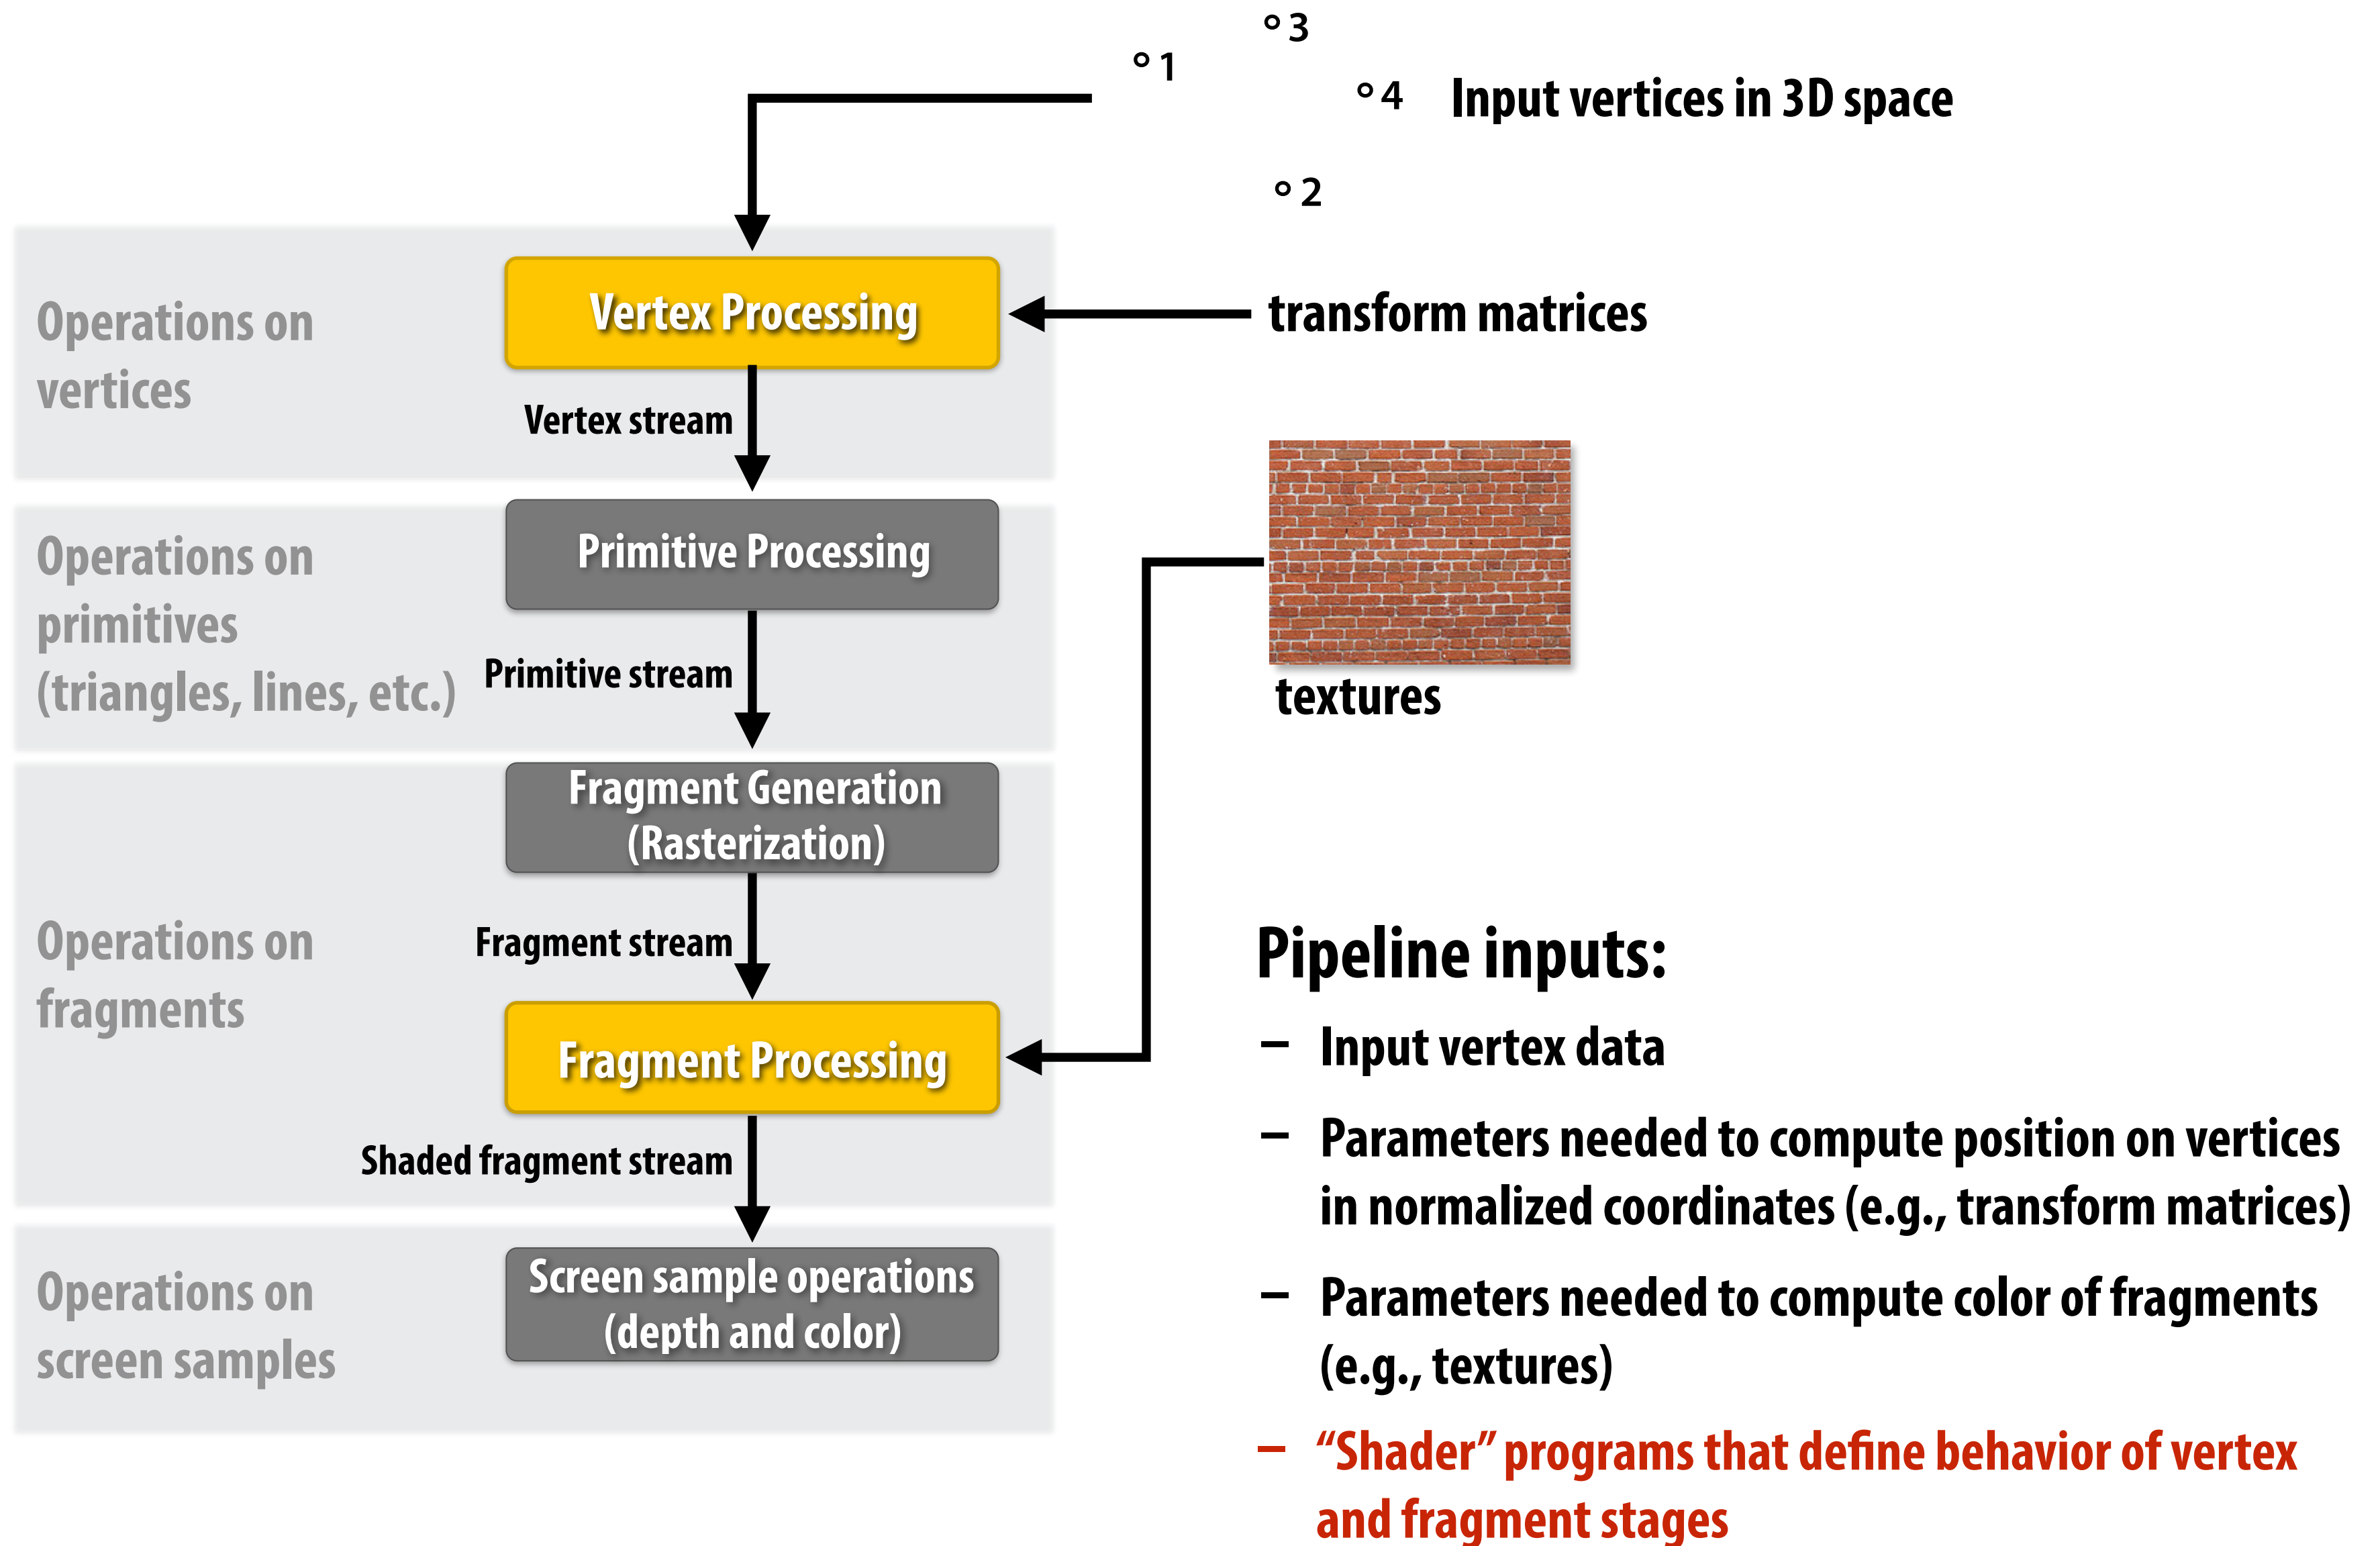 3
1
4
Input vertices in 3D space
2
Operations on
vertices
Vertex Processing
transform matrices
Vertex stream
Operations on
primitives
(triangles, lines, etc.)
Primitive Processing
Primitive stream
textures
Operations on
fragments
Fragment Generation
(Rasterization)
Fragment stream
Fragment Processing
Shaded fragment stream
Operations on
screen samples
Screen sample operations
(depth and color)
Pipeline inputs:
– Input vertex data
– Parameters needed to compute position on vertices
in normalized coordinates (e.g., transform matrices)
– Parameters needed to compute color of fragments
(e.g., textures)
– “Shader” programs that define behavior of vertex
and fragment stages